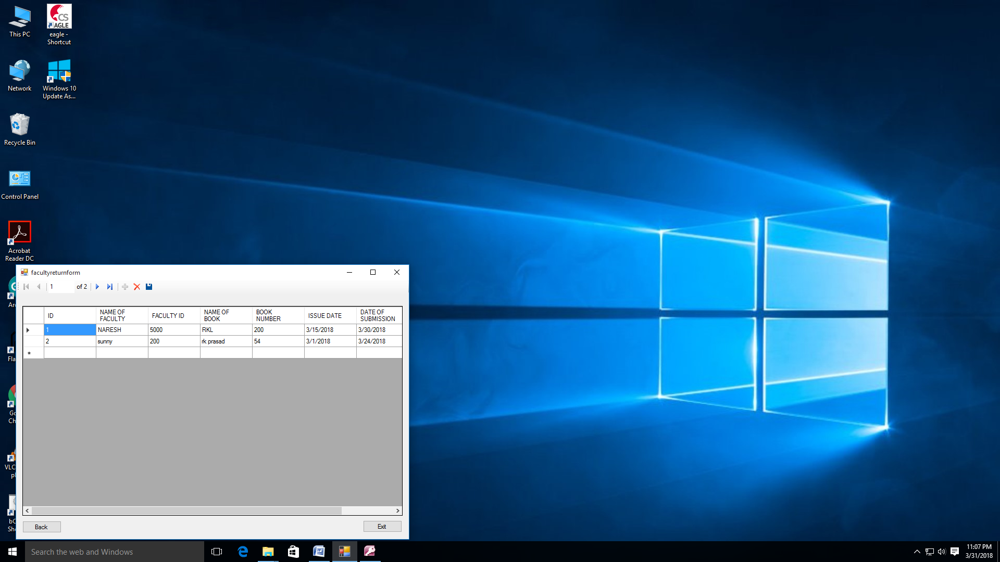 This PC
CS
AGLE
eagle -
Shortcut
Network
Windows 10
Update As...
Recycle Bin
Control Panel
Acrobat
Reader DC
facultyreturnform
1 of 2
ID NAME OF FACULTY FACULTY ID NAME OF BOOK BOOK NUMBER ISSUE DATE DATE OF SUBMISSION
1 NARESH 5000 RKL 200 3/15/2018 3/30/2018
2 sunny 200 rk prasad 54 3/1/2018 3/24/2018
Back
Exit
Fla
Go
Ch
VLC
pl
Sho
Search the web and Windows
11:07 PM
3/31/2018